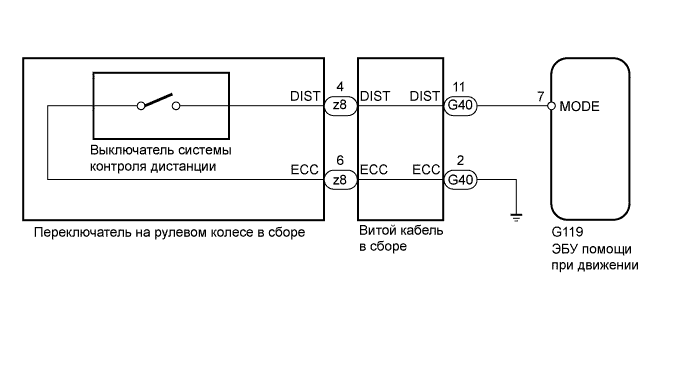 4
11
DIST
z8
DIST
DIST
G40
7
MODE
Выключатель системы
контроля дистанции
6
2
ECC
z8
ECC
ECC
G40
Переключатель на рулевом колесе в сборе
Витой кабель
в сборе
G119
ЭБУ помощи
при движении